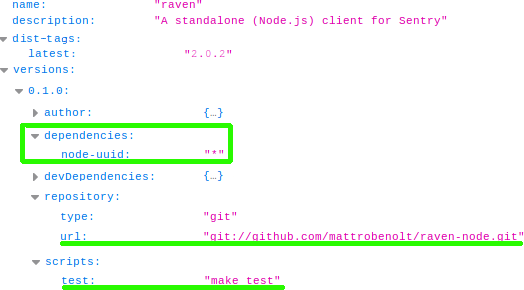 name: "raven"
description: "A standalone (Node.js) client for Sentry"
dist-tags:
latest: "2.0.2"
versions:
0.1.0:
author: {…}
dependencies:
node-uuid: "*"
devDependencies: {…}
repository:
type: "git"
url: "git://github.com/mattrobenolt/raven-node.git"
scripts:
test: "make test"